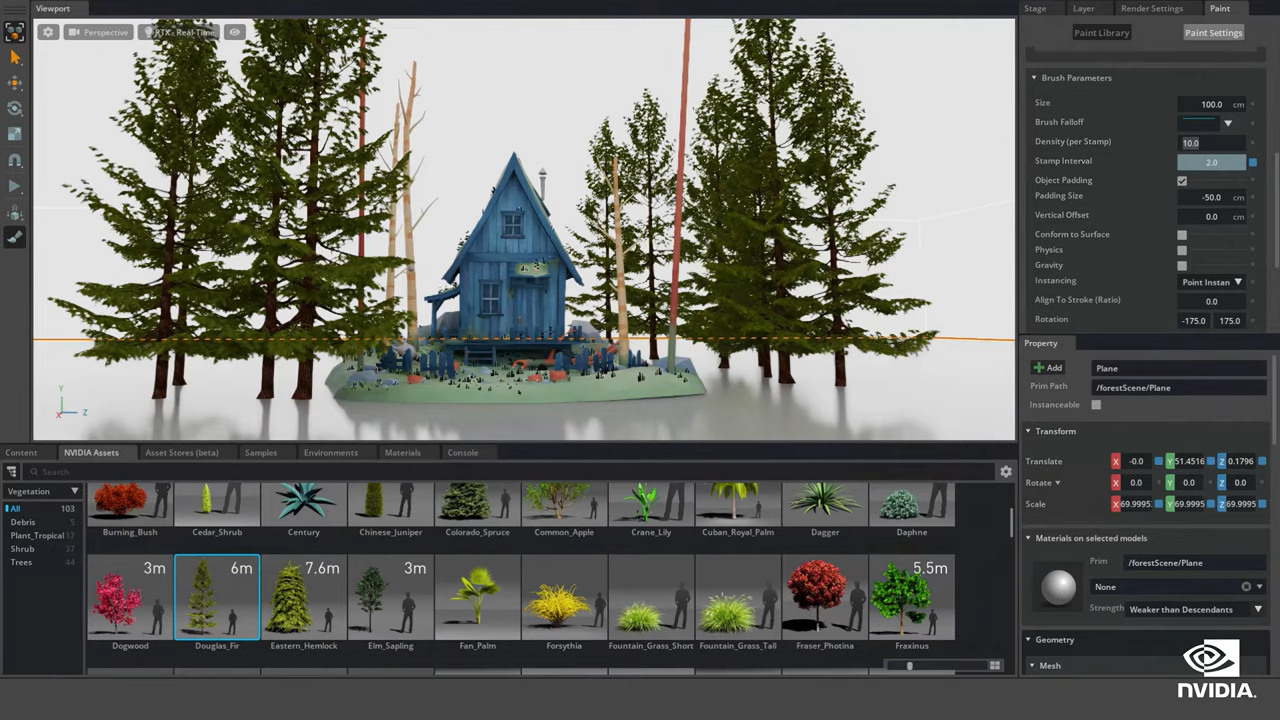 Viewport
Perspective
RTX - Real-Time
Y
X
Z
Stage Layer Render Settings Paint
Paint Library Paint Settings
Brush Parameters
Size 100.0 cm
Brush Falloff
Density (per Stamp) 10.0
Stamp Interval 2.0
Object Padding
Padding Size -50.0 cm
Vertical Offset 0.0 cm
Conform to Surface
Physics
Gravity
Instancing Point Instan
Align To Stroke (Ratio) 0.0
Rotation -175.0 175.0
Property
Add Plane
Prim Path /forestScene/Plane
Instanceable
Transform
Translate X -0.0 Y 51.4516 Z 0.1796
Rotate X 0.0 Y 0.0 Z 0.0
Scale X 69.9995 Y 69.9995 Z 69.9995
Materials on selected models
Prim /forestScene/Plane
None
Strength Weaker than Descendants
Geometry
Mesh
Content NVIDIA Assets Asset Stores (beta) Samples Environments Materials Console
Search
Vegetation
All 103
Debris 5
Plant_Tropical 17
Shrub 37
Trees 44
Burning_Bush Cedar_Shrub Century Chinese_Juniper Colorado_Spruce Common_Apple Crane_Lily Cuban_Royal_Palm Dagger Daphne
3m 6m 7.6m 3m 5.5m
Dogwood Douglas_Fir Eastern_Hemlock Elm_Sapling Fan_Palm Forsythia Fountain_Grass_Short Fountain_Grass_Tall Fraser_Photina Fraxinus
NVIDIA.